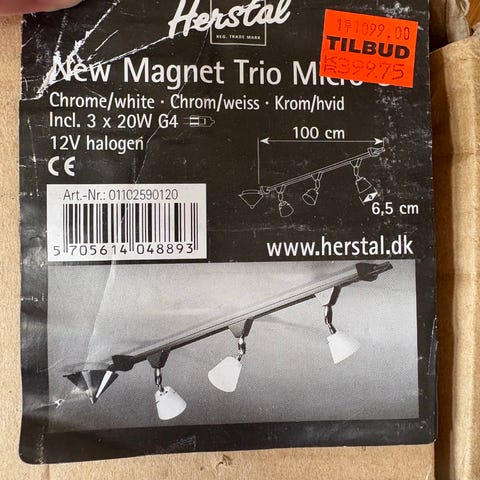 Herstal
REG. TRADE MARK
1099.00
TILBUD
399.75
New Magnet Trio Micro
Chrome/white · Chrom/weiss · Krom/hvid
Incl. 3 x 20W G4
12V halogen
CE
100 cm
6,5 cm
Art.-Nr.: 01102590120
5 705614 048893
www.herstal.dk